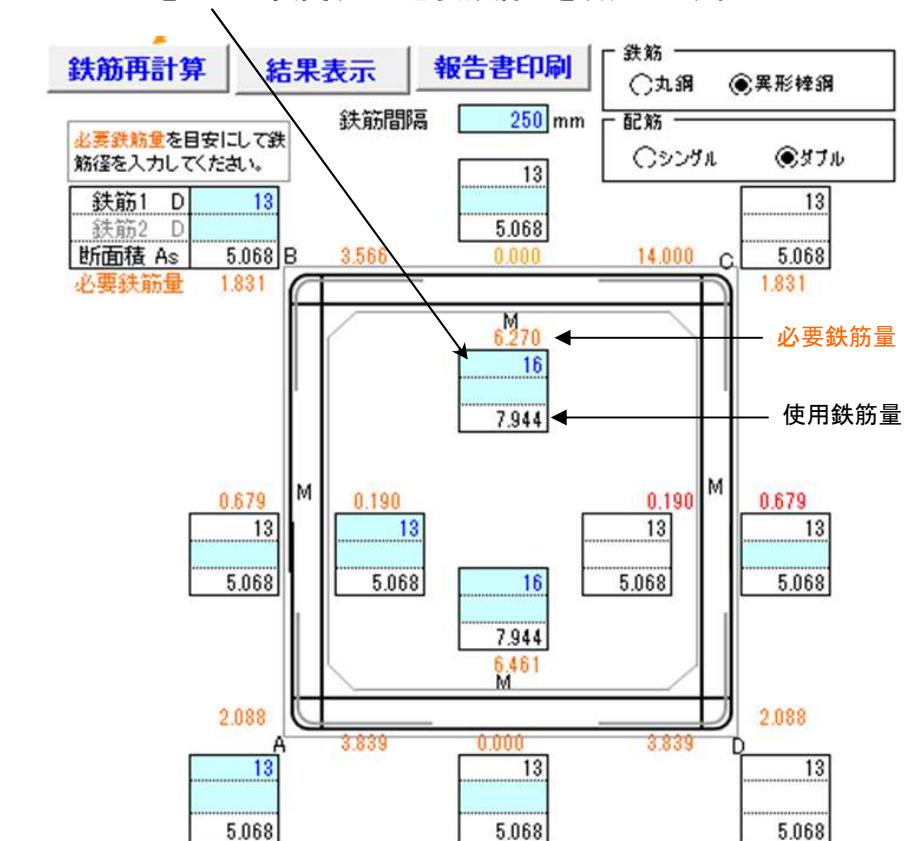 鉄筋再計算 結果表示 報告書印刷
鉄筋
丸鋼 異形棒鋼
鉄筋間隔 250 mm
配筋
シングル ダブル
必要鉄筋量を目安にして鉄
筋径を入力してください。
13
5.068
鉄筋1 D 13
鉄筋2 D
断面積 As 5.068
必要鉄筋量 1.831
13
5.068
1.831
B 3.566 0.000 14.000 C
M
6.270 必要鉄筋量
16
7.944 使用鉄筋量
0.679 M 0.190 0.190 M 0.679
13 13 13 13
5.068 5.068 5.068 5.068
16
7.944
6.461
M
2.088 2.088
A 3.839 0.000 3.839 D
13 13 13
5.068 5.068 5.068